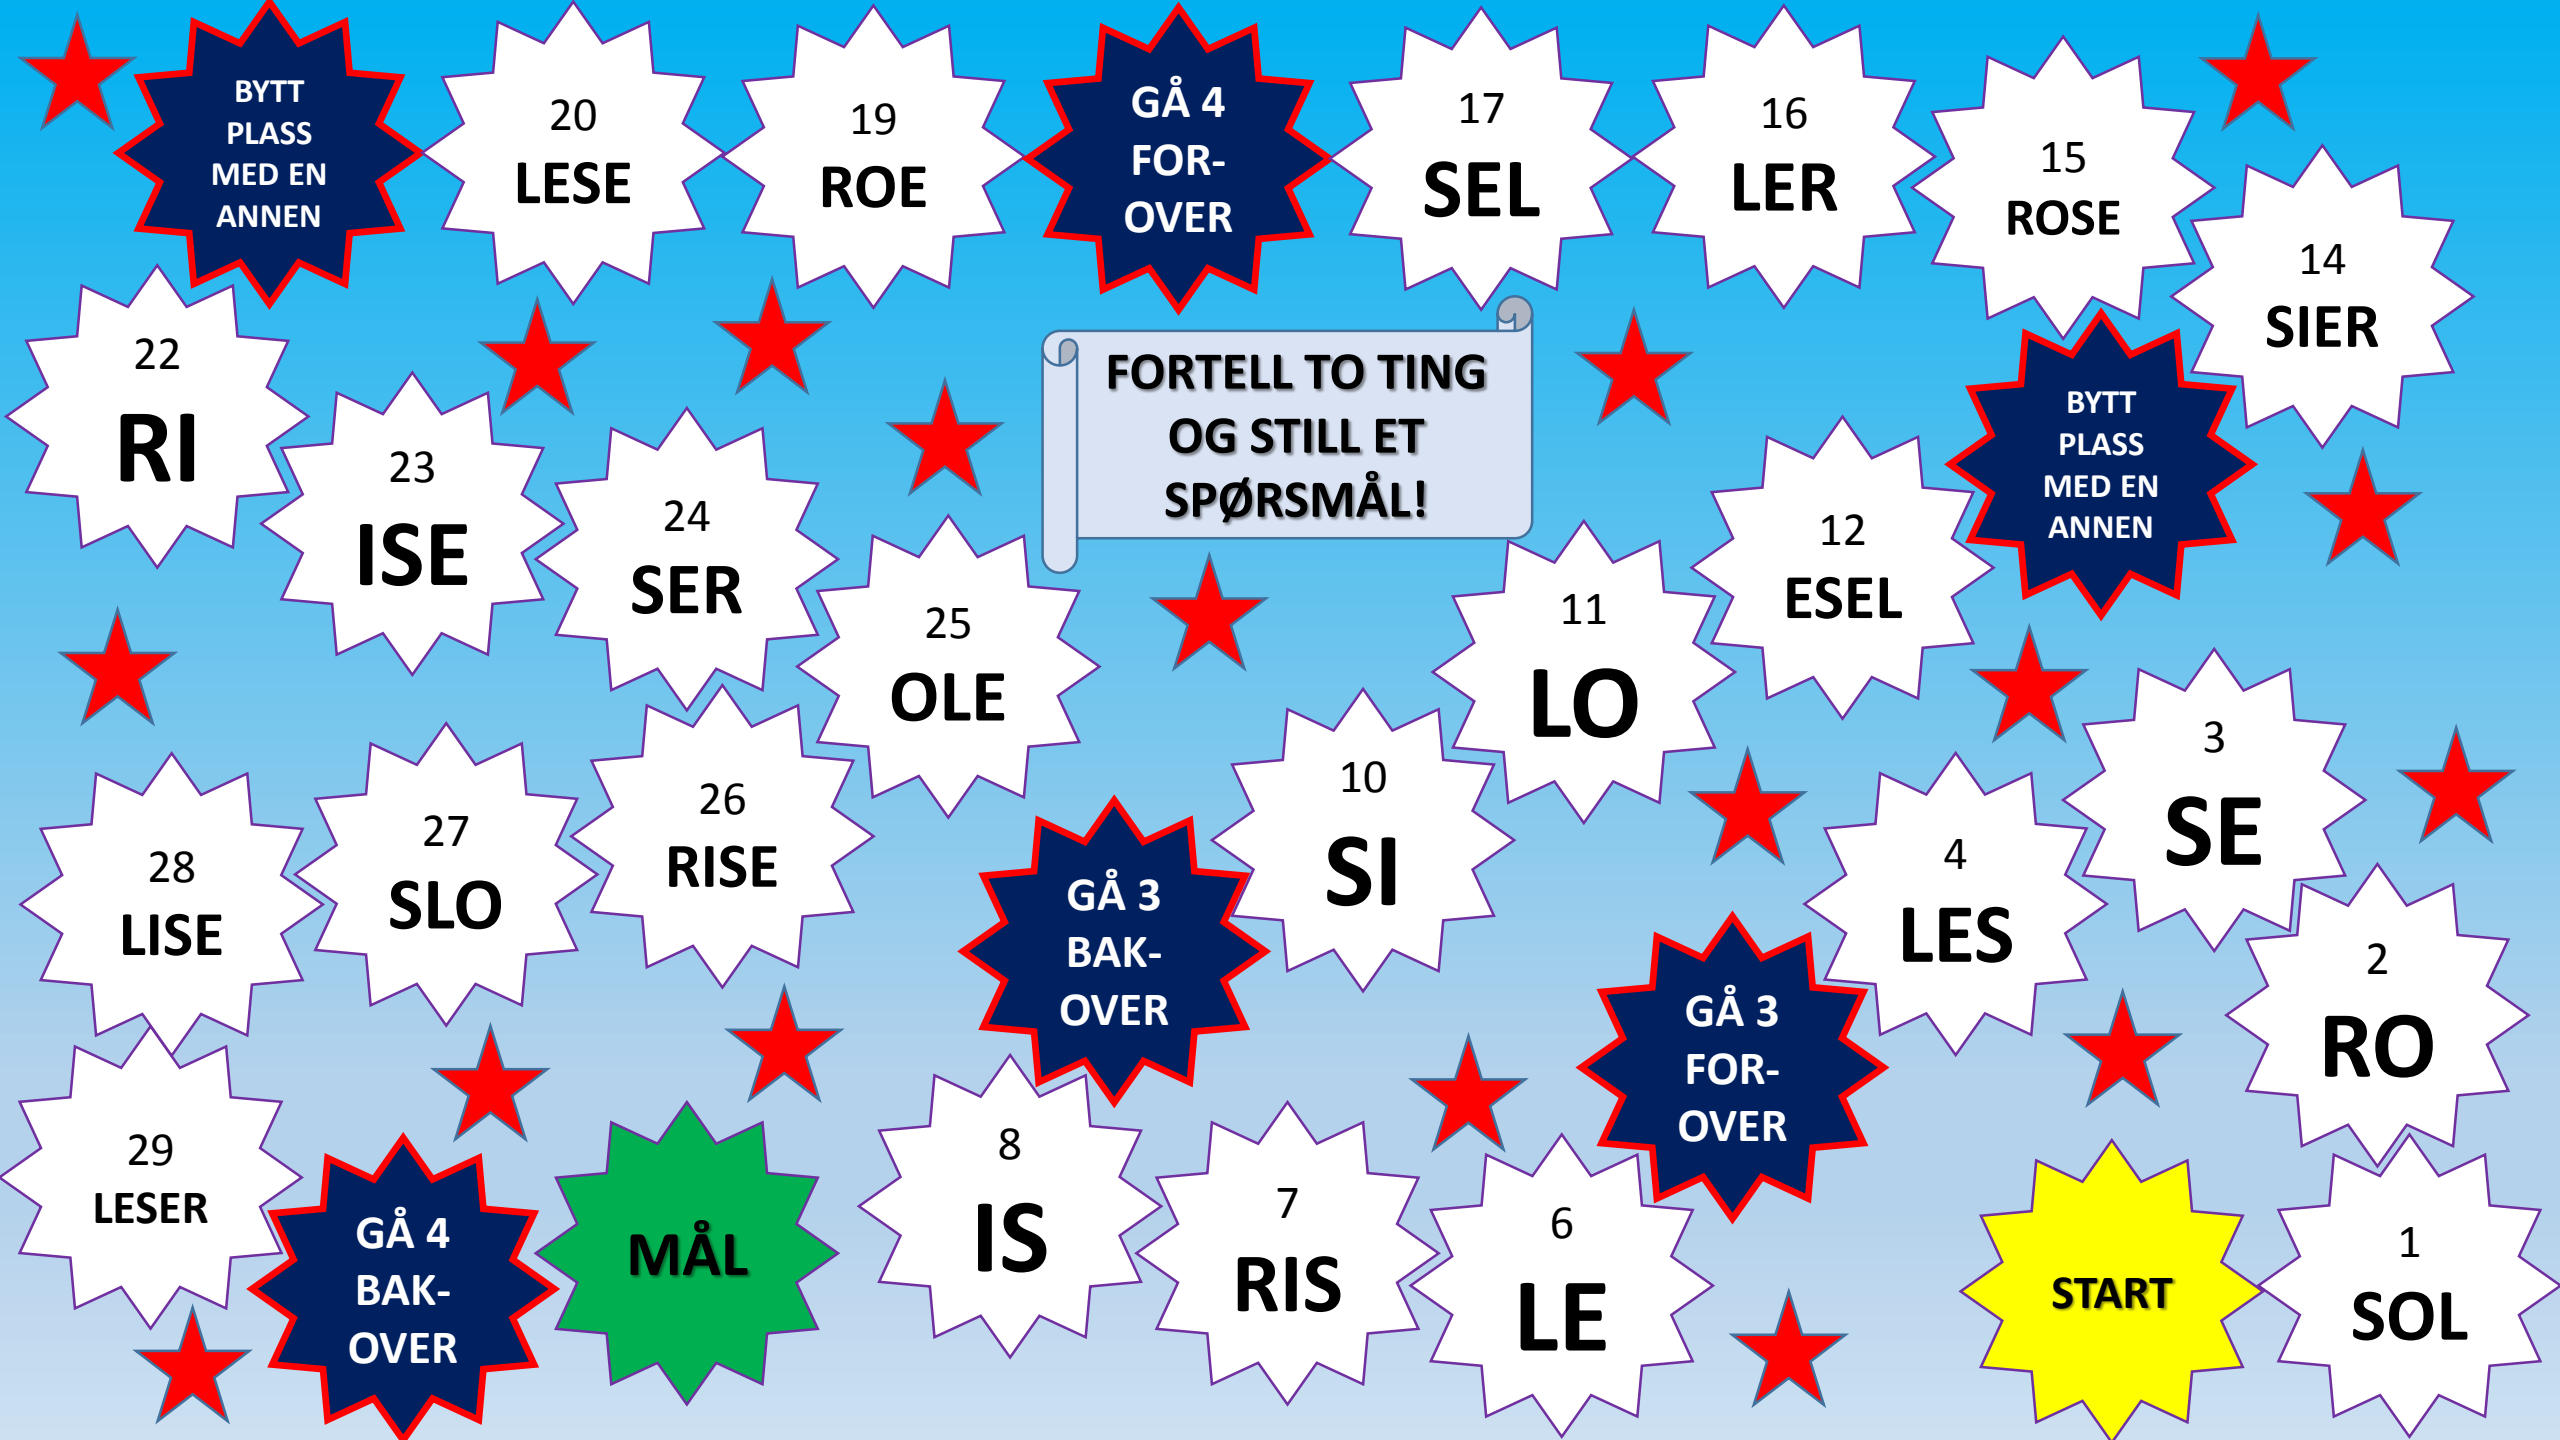 START
1
SOL
2
RO
3
SE
4
LES
GÅ 3
FOR-
OVER
6
LE
7
RIS
8
IS
GÅ 3
BAK-
OVER
10
SI
11
LO
12
ESEL
BYTT
PLASS
MED EN
ANNEN
14
SIER
15
ROSE
16
LER
17
SEL
GÅ 4
FOR-
OVER
19
ROE
20
LESE
BYTT
PLASS
MED EN
ANNEN
22
RI
23
ISE
24
SER
25
OLE
26
RISE
27
SLO
28
LISE
29
LESER
GÅ 4
BAK-
OVER
MÅL
FORTELL TO TING
OG STILL ET
SPØRSMÅL!